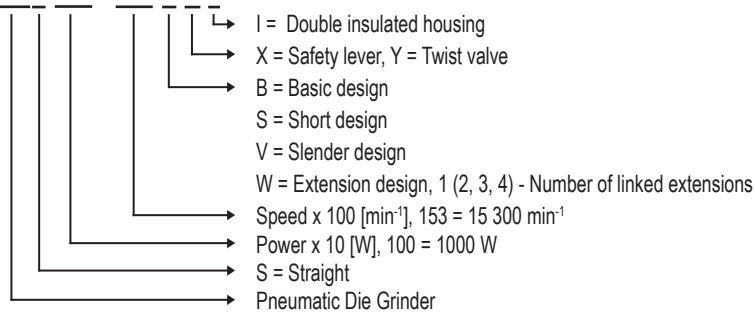 I = Double insulated housing
X = Safety lever, Y = Twist valve
B = Basic design
S = Short design
V = Slender design
W = Extension design, 1 (2, 3, 4) - Number of linked extensions
Speed x 100 [min⁻¹], 153 = 15 300 min⁻¹
Power x 10 [W], 100 = 1000 W
S = Straight
Pneumatic Die Grinder